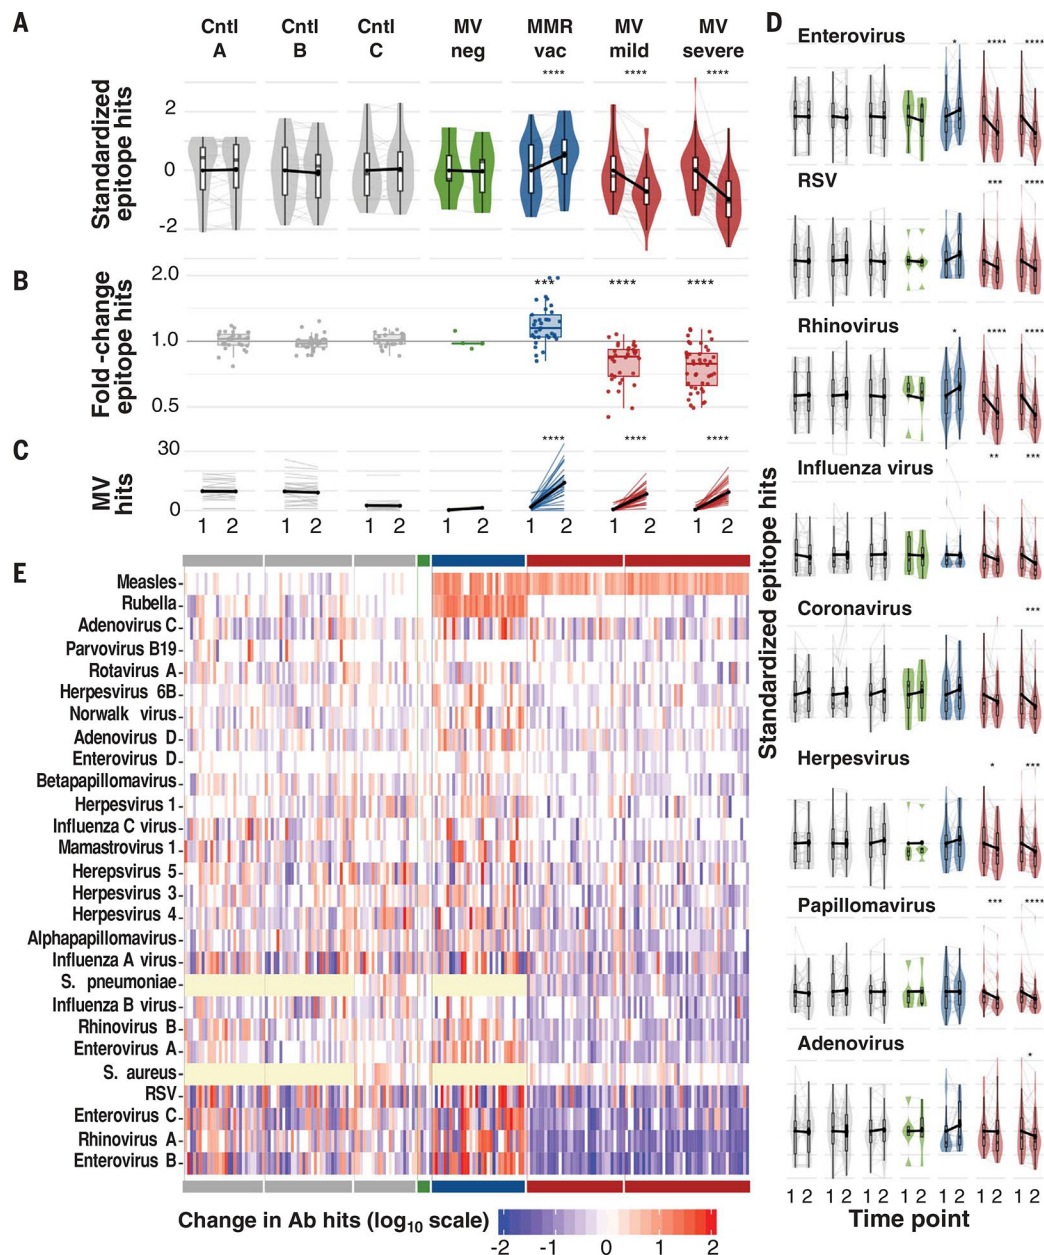 A
Cntl A
Cntl B
Cntl C
MV neg
MMR vac
MV mild
MV severe
**** **** ****
Standardized epitope hits
2
0
-2
B
Fold-change epitope hits
2.0
1.0
0.5
*** **** ****
C
MV hits
30
0
**** **** ****
1 2 1 2 1 2 1 2 1 2 1 2 1 2
D
Standardized epitope hits
Enterovirus
* **** ****
RSV
*** ****
Rhinovirus
* **** ****
Influenza virus
** ***
Coronavirus
***
Herpesvirus
* ***
Papillomavirus
*** ****
Adenovirus
*
1 2 1 2 1 2 1 2 1 2 1 2 1 2
Time point
E
Measles
Rubella
Adenovirus C
Parvovirus B19
Rotavirus A
Herpesvirus 6B
Norwalk virus
Adenovirus D
Enterovirus D
Betapapillomavirus
Herpesvirus 1
Influenza C virus
Mamastrovirus 1
Herepsvirus 5
Herpesvirus 3
Herpesvirus 4
Alphapapillomavirus
Influenza A virus
S. pneumoniae
Influenza B virus
Rhinovirus B
Enterovirus A
S. aureus
RSV
Enterovirus C
Rhinovirus A
Enterovirus B
Change in Ab hits (log10 scale)
-2 -1 0 1 2